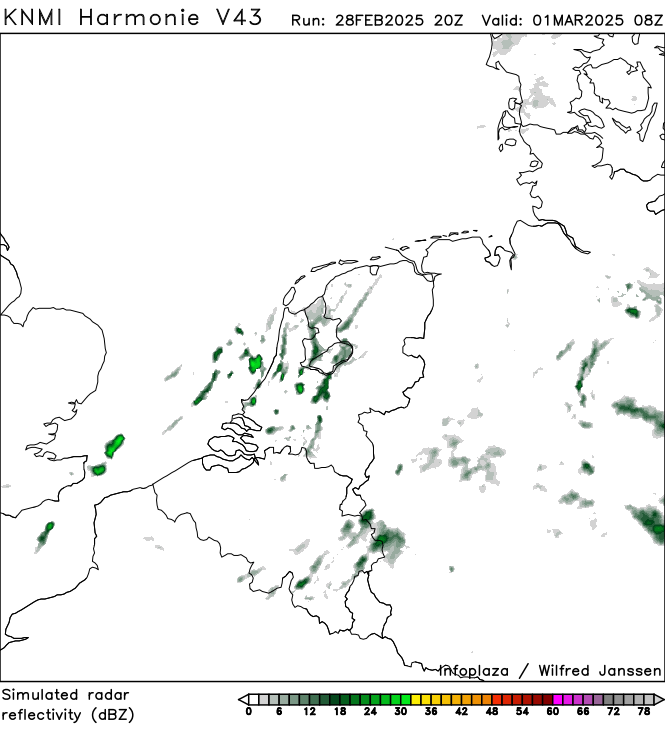 KNMI Harmonie V43 Run: 28FEB2025 20Z Valid: 01MAR2025 08Z
infoplaza / Wilfred Janssen
Simulated radar
reflectivity (dBZ)
0 6 12 18 24 30 36 42 48 54 60 66 72 78